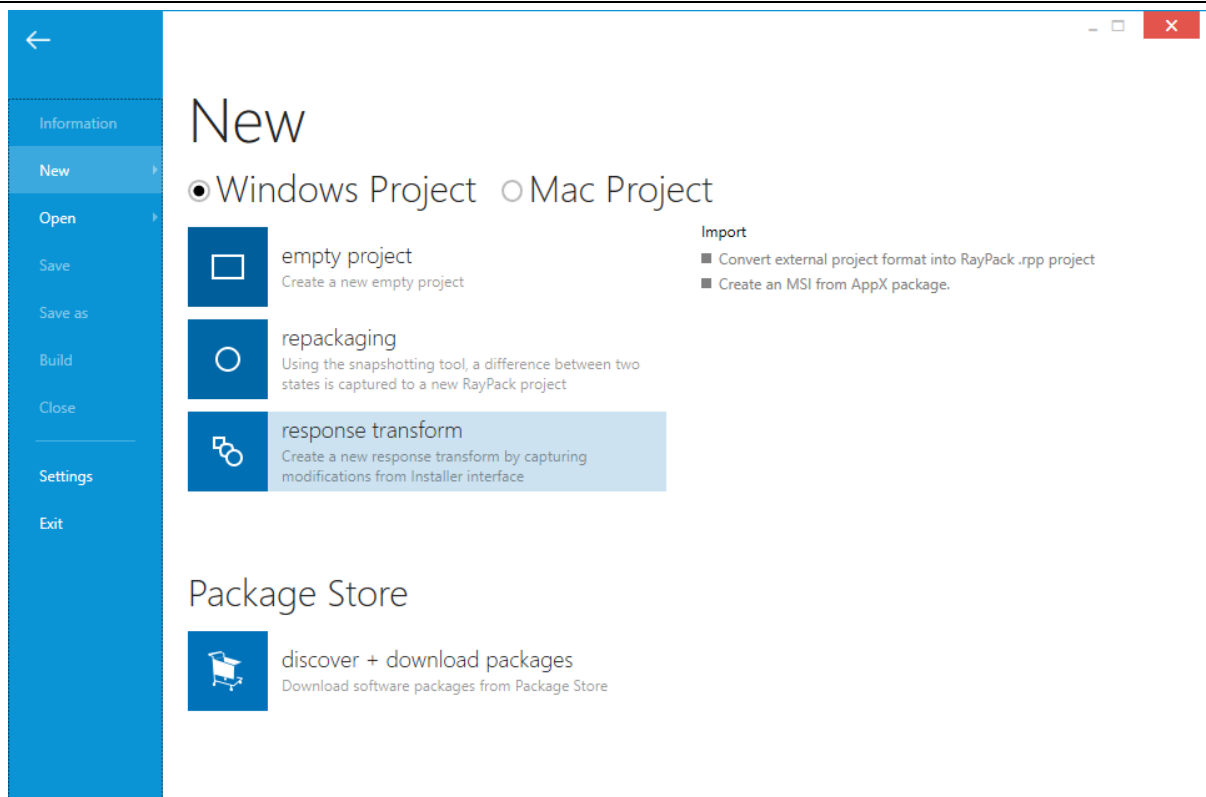 Information
New
Open
Save
Save as
Build
Close
Settings
Exit
New
Windows Project Mac Project
empty project
Create a new empty project
repackaging
Using the snapshotting tool, a difference between two
states is captured to a new RayPack project
response transform
Create a new response transform by capturing
modifications from Installer interface
Import
Convert external project format into RayPack .rpp project
Create an MSI from AppX package.
Package Store
discover + download packages
Download software packages from Package Store